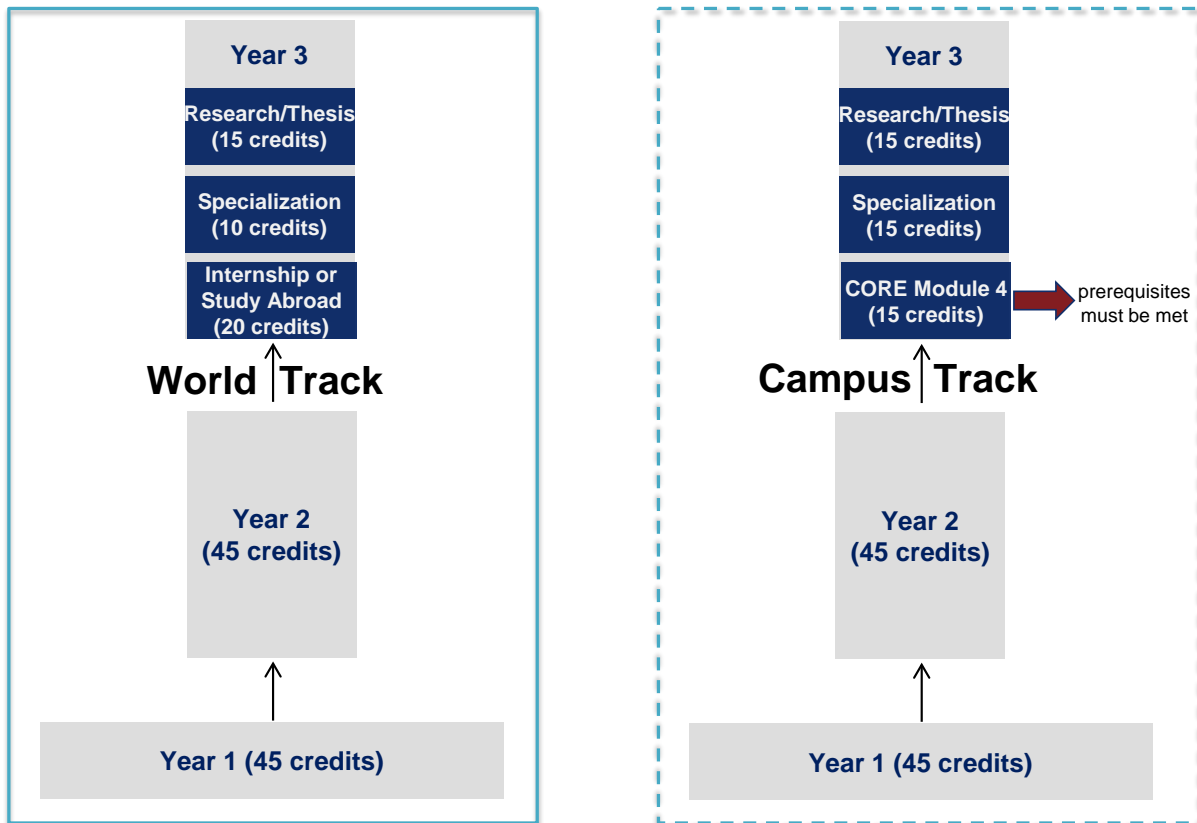 Year 3
Research/Thesis
(15 credits)
Specialization
(10 credits)
Internship or
Study Abroad
(20 credits)
World Track
Year 2
(45 credits)
Year 1 (45 credits)
Year 3
Research/Thesis
(15 credits)
Specialization
(15 credits)
CORE Module 4
(15 credits)
prerequisites
must be met
Campus Track
Year 2
(45 credits)
Year 1 (45 credits)